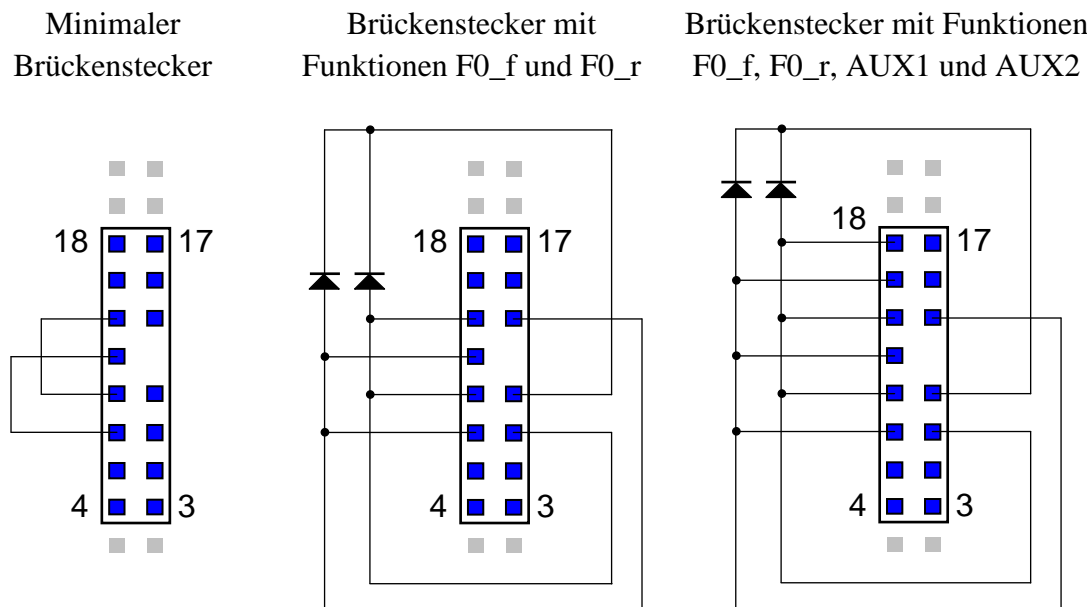 Minimaler
Brückenstecker
Brückenstecker mit
Funktionen F0_f und F0_r
Brückenstecker mit Funktionen
F0_f, F0_r, AUX1 und AUX2
18 17
4 3
18 17
4 3
18 17
4 3